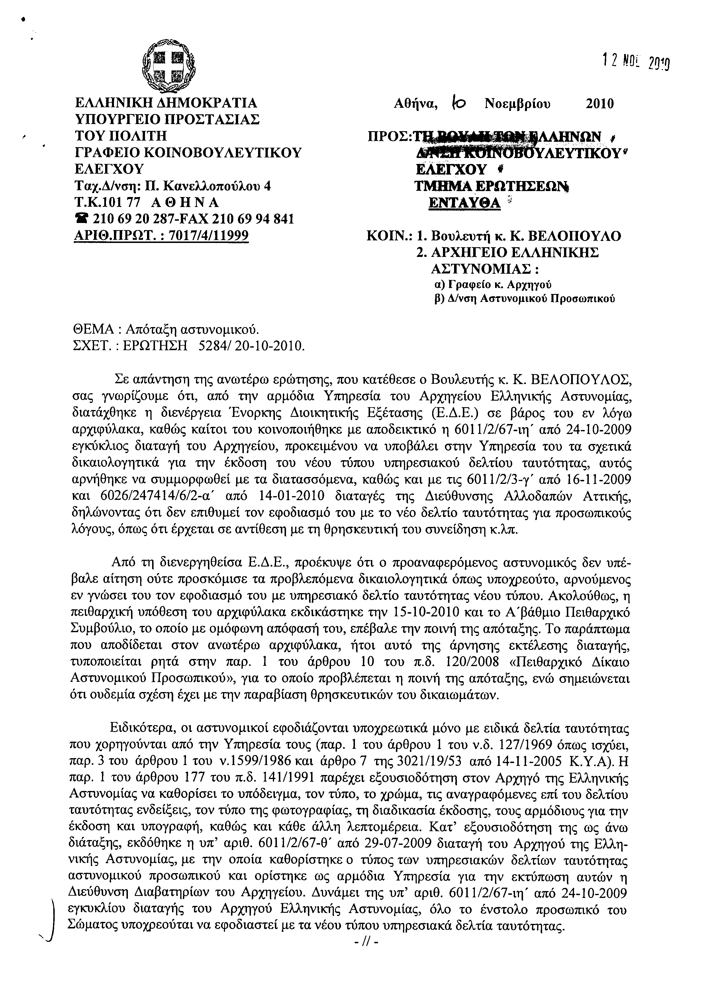 12 ΝΟΕ 2010
ΕΛΛΗΝΙΚΗ ΔΗΜΟΚΡΑΤΙΑ
ΥΠΟΥΡΓΕΙΟ ΠΡΟΣΤΑΣΙΑΣ
ΤΟΥ ΠΟΛΙΤΗ
ΓΡΑΦΕΙΟ ΚΟΙΝΟΒΟΥΛΕΥΤΙΚΟΥ
ΕΛΕΓΧΟΥ
Ταχ.Δ/νση: Π. Κανελλοπούλου 4
Τ.Κ.101 77 Α Θ Η Ν Α
☎ 210 69 20 287-FAX 210 69 94 841
ΑΡΙΘ.ΠΡΩΤ. : 7017/4/11999
Αθήνα, Νοεμβρίου 2010
ΠΡΟΣ:ΤΗ ΒΟΥΛΗ ΤΩΝ ΕΛΛΗΝΩΝ
Δ/ΝΣΗ ΚΟΙΝΟΒΟΥΛΕΥΤΙΚΟΥ
ΕΛΕΓΧΟΥ
ΤΜΗΜΑ ΕΡΩΤΗΣΕΩΝ
ΕΝΤΑΥΘΑ
ΚΟΙΝ.: 1. Βουλευτή κ. Κ. ΒΕΛΟΠΟΥΛΟ
2. ΑΡΧΗΓΕΙΟ ΕΛΛΗΝΙΚΗΣ
ΑΣΤΥΝΟΜΙΑΣ :
α) Γραφείο κ. Αρχηγού
β) Δ/νση Αστυνομικού Προσωπικού
ΘΕΜΑ : Απόταξη αστυνομικού.
ΣΧΕΤ. : ΕΡΩΤΗΣΗ 5284/ 20-10-2010.
Σε απάντηση της ανωτέρω ερώτησης, που κατέθεσε ο Βουλευτής κ. Κ. ΒΕΛΟΠΟΥΛΟΣ,
σας γνωρίζουμε ότι, από την αρμόδια Υπηρεσία του Αρχηγείου Ελληνικής Αστυνομίας,
διατάχθηκε η διενέργεια Ένορκης Διοικητικής Εξέτασης (Ε.Δ.Ε.) σε βάρος του εν λόγω
αρχιφύλακα, καθώς καίτοι του κοινοποιήθηκε με αποδεικτικό η 6011/2/67-ιη΄ από 24-10-2009
εγκύκλιος διαταγή του Αρχηγείου, προκειμένου να υποβάλει στην Υπηρεσία του τα σχετικά
δικαιολογητικά για την έκδοση του νέου τύπου υπηρεσιακού δελτίου ταυτότητας, αυτός
αρνήθηκε να συμμορφωθεί με τα διατασσόμενα, καθώς και με τις 6011/2/3-γ΄ από 16-11-2009
και 6026/247414/6/2-α΄ από 14-01-2010 διαταγές της Διεύθυνσης Αλλοδαπών Αττικής,
δηλώνοντας ότι δεν επιθυμεί τον εφοδιασμό του με το νέο δελτίο ταυτότητας για προσωπικούς
λόγους, όπως ότι έρχεται σε αντίθεση με τη θρησκευτική του συνείδηση κ.λπ.
Από τη διενεργηθείσα Ε.Δ.Ε., προέκυψε ότι ο προαναφερόμενος αστυνομικός δεν υπέ-
βαλε αίτηση ούτε προσκόμισε τα προβλεπόμενα δικαιολογητικά όπως υποχρεούτο, αρνούμενος
εν γνώσει του τον εφοδιασμό του με υπηρεσιακό δελτίο ταυτότητας νέου τύπου. Ακολούθως, η
πειθαρχική υπόθεση του αρχιφύλακα εκδικάστηκε την 15-10-2010 και το Α΄βάθμιο Πειθαρχικό
Συμβούλιο, το οποίο με ομόφωνη απόφασή του, επέβαλε την ποινή της απόταξης. Το παράπτωμα
που αποδίδεται στον ανωτέρω αρχιφύλακα, ήτοι αυτό της άρνησης εκτέλεσης διαταγής,
τυποποιείται ρητά στην παρ. 1 του άρθρου 10 του π.δ. 120/2008 «Πειθαρχικό Δίκαιο
Αστυνομικού Προσωπικού», για το οποίο προβλέπεται η ποινή της απόταξης, ενώ σημειώνεται
ότι ουδεμία σχέση έχει με την παραβίαση θρησκευτικών του δικαιωμάτων.
Ειδικότερα, οι αστυνομικοί εφοδιάζονται υποχρεωτικά μόνο με ειδικά δελτία ταυτότητας
που χορηγούνται από την Υπηρεσία τους (παρ. 1 του άρθρου 1 του ν.δ. 127/1969 όπως ισχύει,
παρ. 3 του άρθρου 1 του ν.1599/1986 και άρθρο 7 της 3021/19/53 από 14-11-2005 Κ.Υ.Α). Η
παρ. 1 του άρθρου 177 του π.δ. 141/1991 παρέχει εξουσιοδότηση στον Αρχηγό της Ελληνικής
Αστυνομίας να καθορίσει το υπόδειγμα, τον τύπο, το χρώμα, τις αναγραφόμενες επί του δελτίου
ταυτότητας ενδείξεις, τον τύπο της φωτογραφίας, τη διαδικασία έκδοσης, τους αρμόδιους για την
έκδοση και υπογραφή, καθώς και κάθε άλλη λεπτομέρεια. Κατ’ εξουσιοδότηση της ως άνω
διάταξης, εκδόθηκε η υπ’ αριθ. 6011/2/67-θ΄ από 29-07-2009 διαταγή του Αρχηγού της Ελλη-
νικής Αστυνομίας, με την οποία καθορίστηκε ο τύπος των υπηρεσιακών δελτίων ταυτότητας
αστυνομικού προσωπικού και ορίστηκε ως αρμόδια Υπηρεσία για την εκτύπωση αυτών η
Διεύθυνση Διαβατηρίων του Αρχηγείου. Δυνάμει της υπ’ αριθ. 6011/2/67-ιη΄ από 24-10-2009
εγκυκλίου διαταγής του Αρχηγού Ελληνικής Αστυνομίας, όλο το ένστολο προσωπικό του
Σώματος υποχρεούται να εφοδιαστεί με τα νέου τύπου υπηρεσιακά δελτία ταυτότητας.
- // -